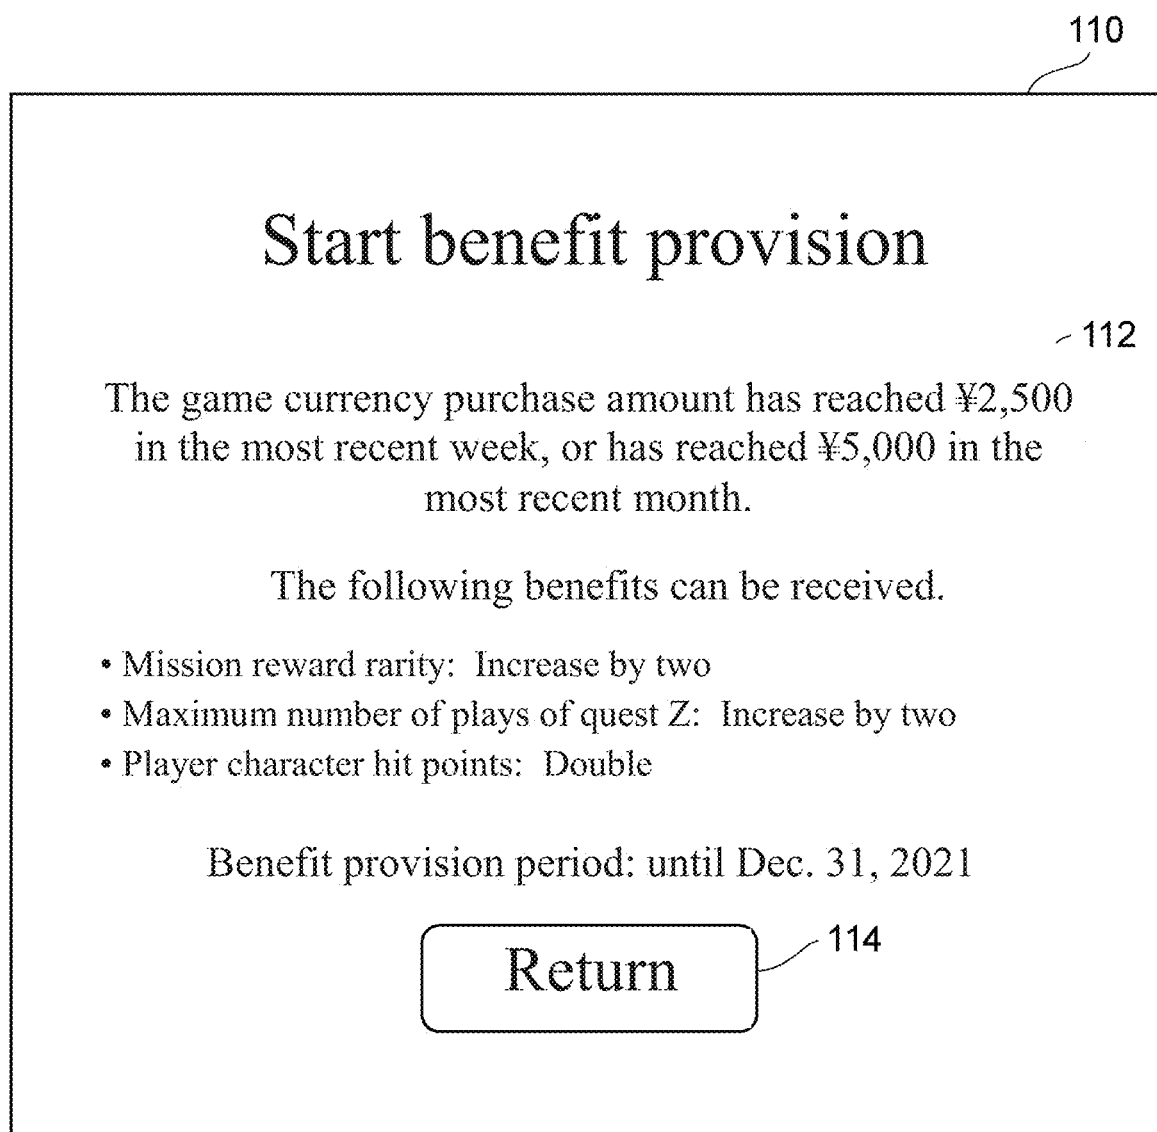 110
Start benefit provision
112
The game currency purchase amount has reached ¥2,500
in the most recent week, or has reached ¥5,000 in the
most recent month.
The following benefits can be received.
• Mission reward rarity: Increase by two
• Maximum number of plays of quest Z: Increase by two
• Player character hit points: Double
Benefit provision period: until Dec. 31, 2021
Return
114